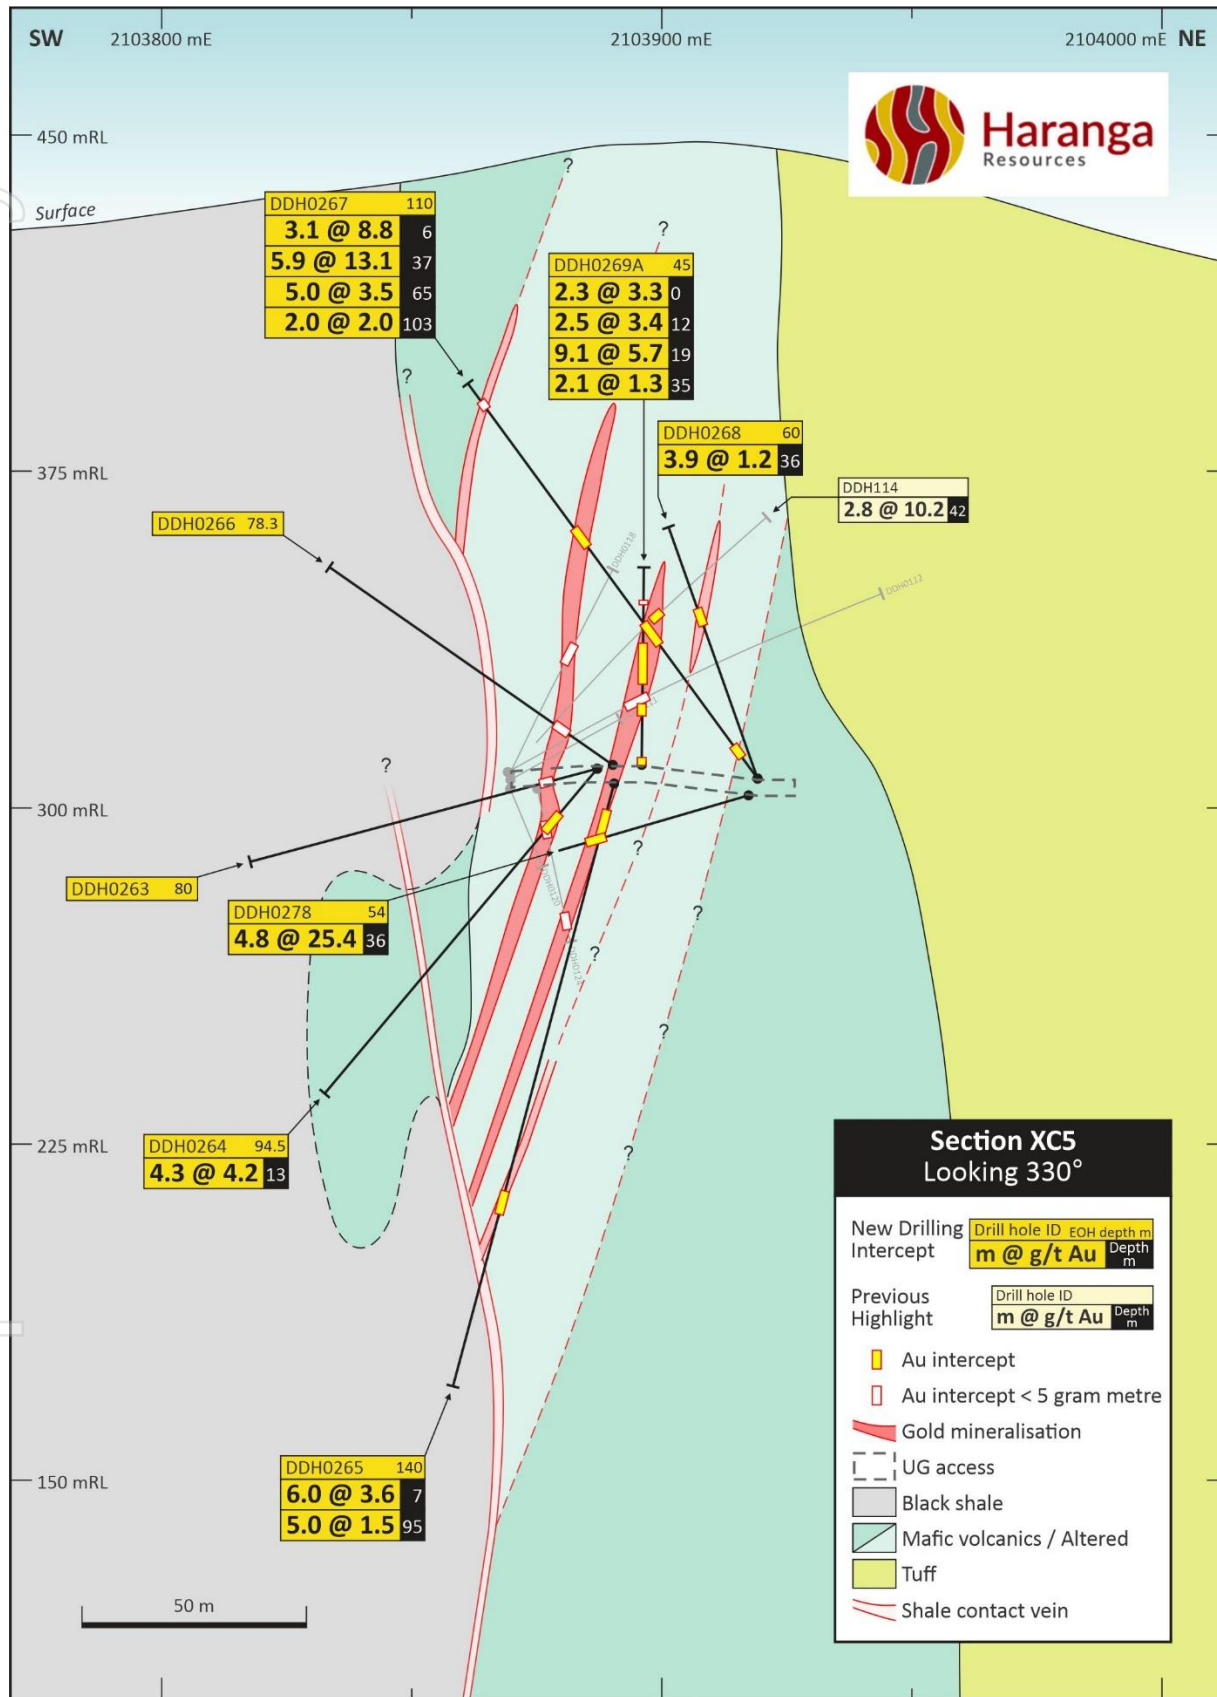 SW
2103800 mE
2103900 mE
2104000 mE
NE
Haranga
Resources
450 mRL
Surface
?
?
?
DDH0267 110
3.1 @ 8.8 6
5.9 @ 13.1 37
5.0 @ 3.5 65
2.0 @ 2.0 103
DDH0269A 45
2.3 @ 3.3 0
2.5 @ 3.4 12
9.1 @ 5.7 19
2.1 @ 1.3 35
DDH0268 60
3.9 @ 1.2 36
375 mRL
DDH114
2.8 @ 10.2 42
DDH0266 78.3
DDH0118
DDH0112
?
300 mRL
?
DDH0263 80
DDH0120
DDH0278 54
4.8 @ 25.4 36
?
?
?
?
225 mRL
DDH0264 94.5
4.3 @ 4.2 13
150 mRL
DDH0265 140
6.0 @ 3.6 7
5.0 @ 1.5 95
50 m
Section XC5
Looking 330°
New Drilling Intercept
Drill hole ID EOH depth m
m @ g/t Au Depth m
Previous Highlight
Drill hole ID
m @ g/t Au Depth m
Au intercept
Au intercept < 5 gram metre
Gold mineralisation
UG access
Black shale
Mafic volcanics / Altered
Tuff
Shale contact vein